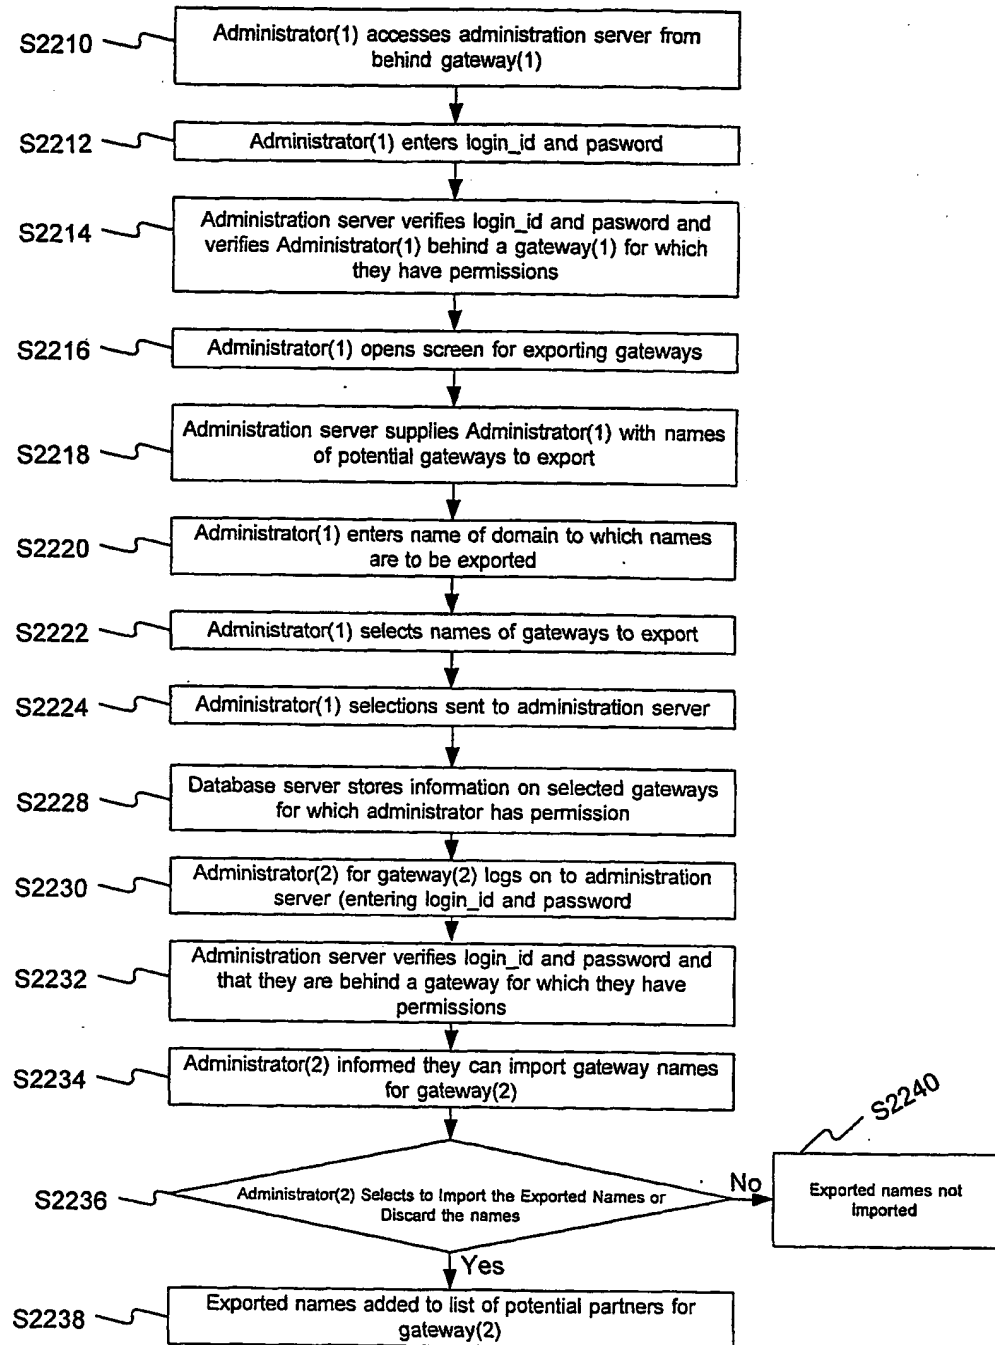 S2210
Administrator(1) accesses administration server from
behind gateway(1)
S2212
Administrator(1) enters login_id and pasword
S2214
Administration server verifies login_id and pasword and
verifies Administrator(1) behind a gateway(1) for which
they have permissions
S2216
Administrator(1) opens screen for exporting gateways
S2218
Administration server supplies Administrator(1) with names
of potential gateways to export
S2220
Administrator(1) enters name of domain to which names
are to be exported
S2222
Administrator(1) selects names of gateways to export
S2224
Administrator(1) selections sent to administration server
S2228
Database server stores information on selected gateways
for which administrator has permission
S2230
Administrator(2) for gateway(2) logs on to administration
server (entering login_id and password
S2232
Administration server verifies login_id and password and
that they are behind a gateway for which they have
permissions
S2234
Administrator(2) informed they can import gateway names
for gateway(2)
S2236
Administrator(2) Selects to Import the Exported Names or
Discard the names
No
S2240
Exported names not
imported
Yes
S2238
Exported names added to list of potential partners for
gateway(2)